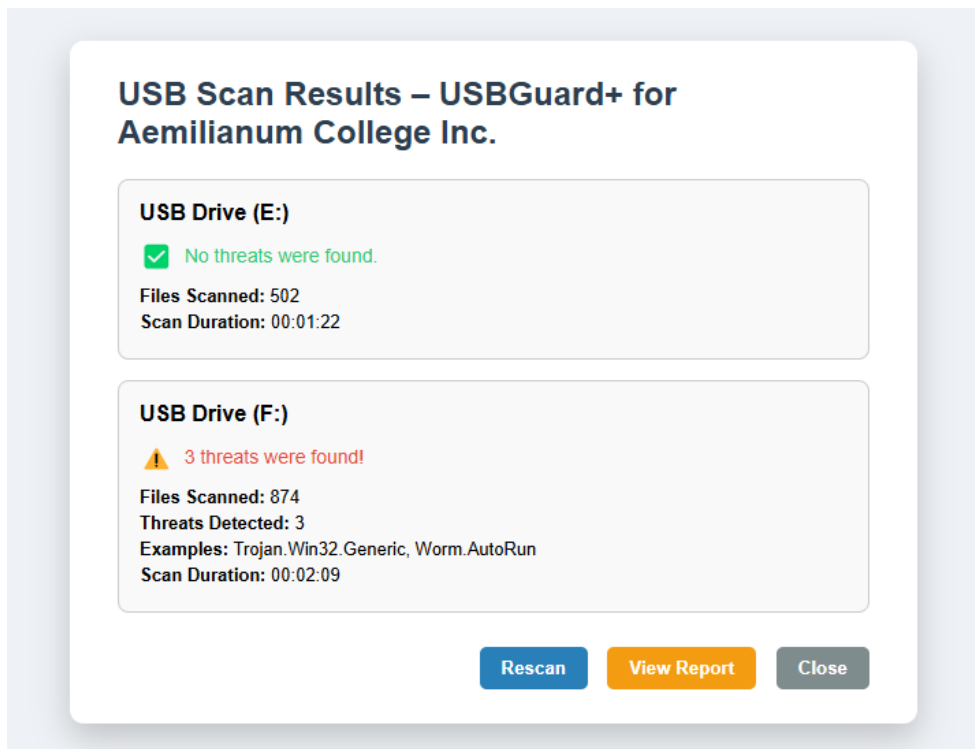 USB Scan Results – USBGuard+ for
Aemilianum College Inc.
USB Drive (E:)
No threats were found.
Files Scanned: 502
Scan Duration: 00:01:22
USB Drive (F:)
3 threats were found!
Files Scanned: 874
Threats Detected: 3
Examples: Trojan.Win32.Generic, Worm.AutoRun
Scan Duration: 00:02:09
Rescan View Report Close